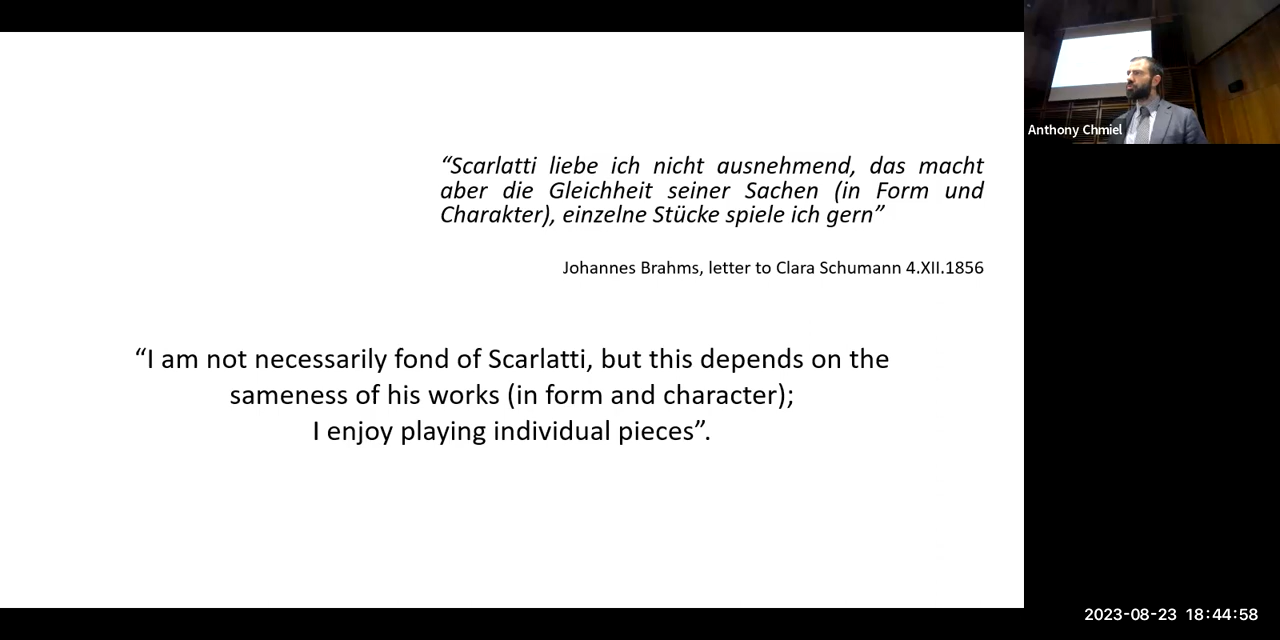 “Scarlatti liebe ich nicht ausnehmend, das macht
aber die Gleichheit seiner Sachen (in Form und
Charakter), einzelne Stücke spiele ich gern”
Johannes Brahms, letter to Clara Schumann 4.XII.1856
“I am not necessarily fond of Scarlatti, but this depends on the
sameness of his works (in form and character);
I enjoy playing individual pieces”.
Anthony Chmiel
2023-08-23 18:44:58